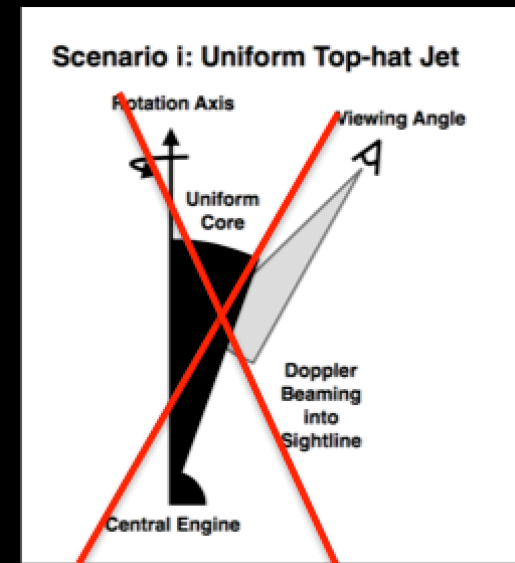 Scenario i: Uniform Top-hat Jet
Rotation Axis
Viewing Angle
Uniform
Core
Doppler
Beaming
into
Sightline
Central Engine